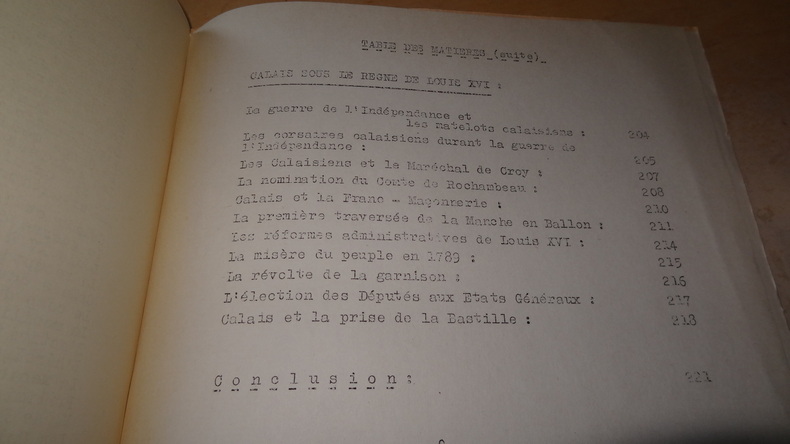 TABLE DES MATIERES (suite)
CALAIS SOUS LE REGNE DE LOUIS XVI :
La guerre de l'Indépendance et
les matelots calaisiens : 204
Les corsaires calaisions durant la guerre de
l'Indépendance : 205
Les Calaisiens et le Maréchal de Croy : 207
La nomination du Comte de Rochambeau : 208
Calais et la Franc - Maçonnerie : 210
La première traversée de la Manche en Ballon : 211
Les réformes administratives de Louis XVI : 214
La misère du peuple en 1789 : 215
La révolte de la garnison : 216
L'élection des Députés aux Etats Généraux : 217
Calais et la prise de la Bastille : 218
Conclusion : 221